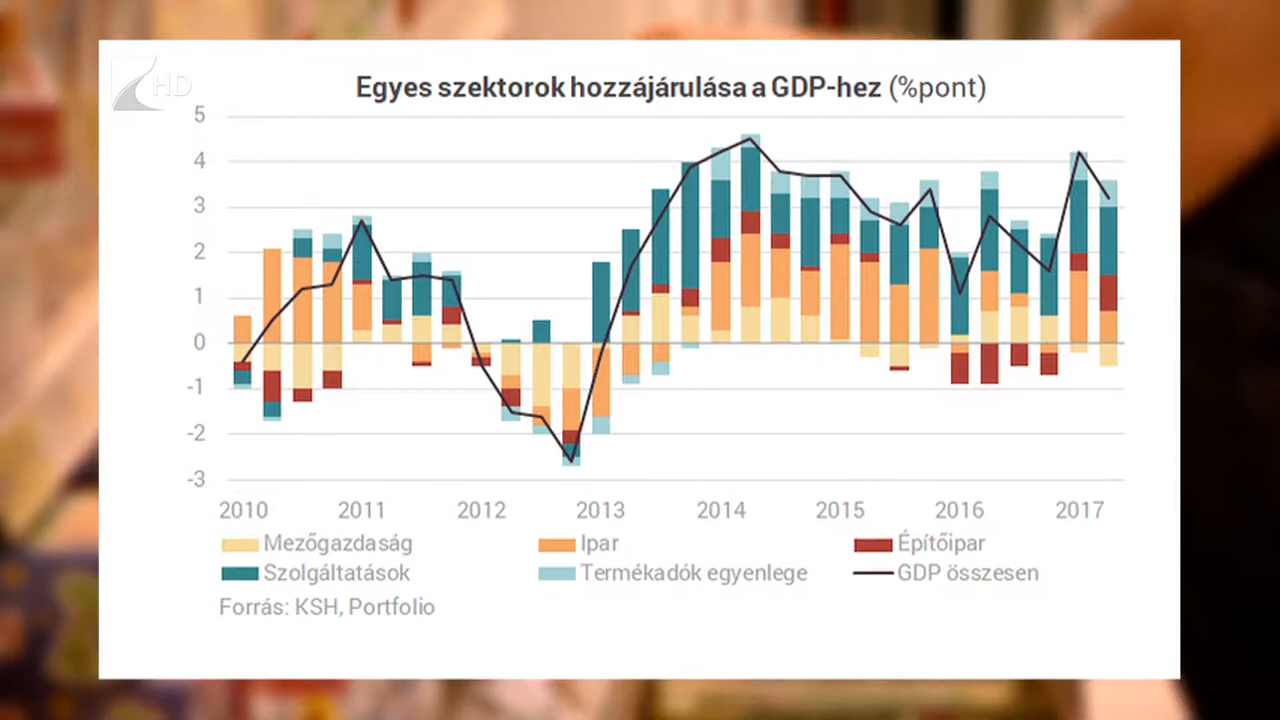 HD
Egyes szektorok hozzájárulása a GDP-hez (%pont)
5
4
3
2
1
0
-1
-2
-3
2010 2011 2012 2013 2014 2015 2016 2017
Mezőgazdaság Ipar Építőipar
Szolgáltatások Termékadók egyenlege GDP összesen
Forrás: KSH, Portfolio